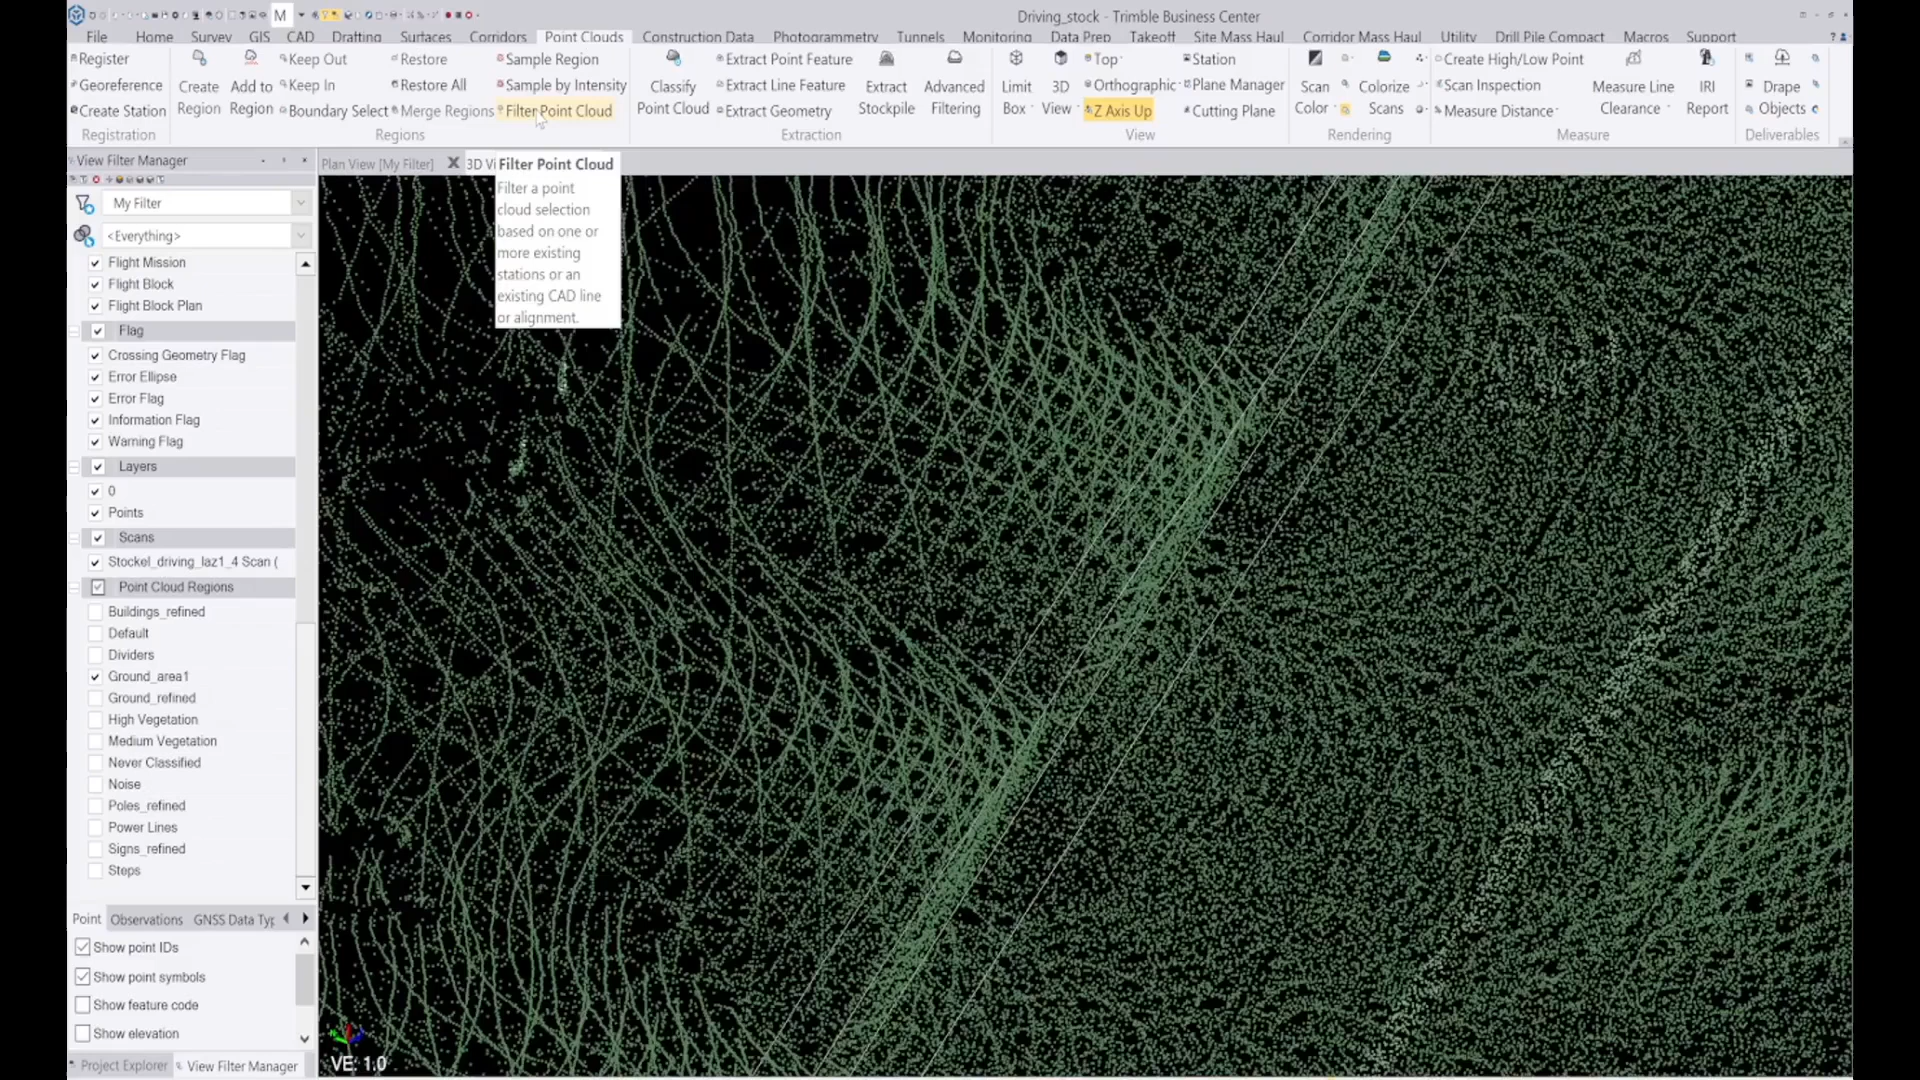 M
Driving_stock - Trimble Business Center
File Home Survey GIS CAD Drafting Surfaces Corridors Point Clouds Construction Data Photogrammetry Tunnels Monitoring Data Prep Takeoff Site Mass Haul Corridor Mass Haul Utility Drill Pile Compact Macros Support
Register
Georeference
Create Station
Registration
Create Region
Add to Region
Keep Out
Keep In
Boundary Select
Restore
Restore All
Merge Regions
Sample Region
Sample by Intensity
Filter Point Cloud
Regions
Classify Point Cloud
Extract Point Feature
Extract Line Feature
Extract Geometry
Extract Stockpile
Advanced Filtering
Extraction
Limit Box
3D View
Top
Orthographic
Z Axis Up
Station
Plane Manager
Cutting Plane
View
Scan Color
Colorize Scans
Rendering
Create High/Low Point
Scan Inspection
Measure Distance
Measure Line Clearance
IRI Report
Measure
Drape Objects
Deliverables
View Filter Manager
My Filter
<Everything>
Flight Mission
Flight Block
Flight Block Plan
Flag
Crossing Geometry Flag
Error Ellipse
Error Flag
Information Flag
Warning Flag
Layers
0
Points
Scans
Stockel_driving_laz1_4 Scan (
Point Cloud Regions
Buildings_refined
Default
Dividers
Ground_area1
Ground_refined
High Vegetation
Medium Vegetation
Never Classified
Noise
Poles_refined
Power Lines
Signs_refined
Steps
Point Observations GNSS Data Typ
Show point IDs
Show point symbols
Show feature code
Show elevation
Project Explorer View Filter Manager
Plan View [My Filter] X 3D Vi
Filter Point Cloud
Filter a point
cloud selection
based on one or
more existing
stations or an
existing CAD line
or alignment.
VE: 1.0